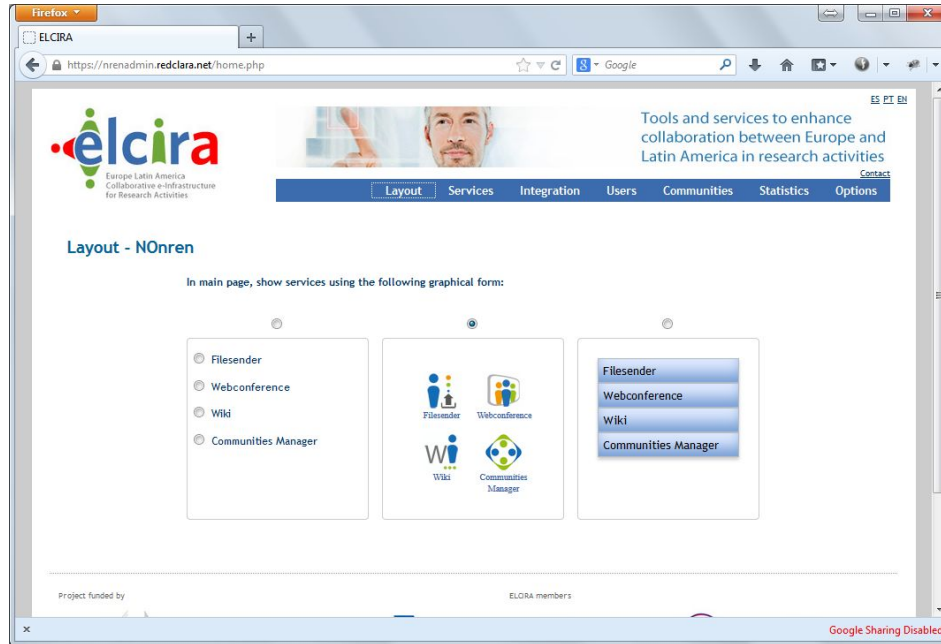 Firefox
ELCIRA
+
https://nrenadmin.redclara.net/home.php
Google
ES PT EN
elcira
Europe Latin America
Collaborative e-Infrastructure
for Research Activities
Tools and services to enhance
collaboration between Europe and
Latin America in research activities
Contact
Layout Services Integration Users Communities Statistics Options
Layout - NOnren
In main page, show services using the following graphical form:
Filesender
Webconference
Wiki
Communities Manager
Filesender Webconference
Wiki Communities
Manager
Filesender
Webconference
Wiki
Communities Manager
Project funded by ELCIRA members
x Google Sharing Disabled